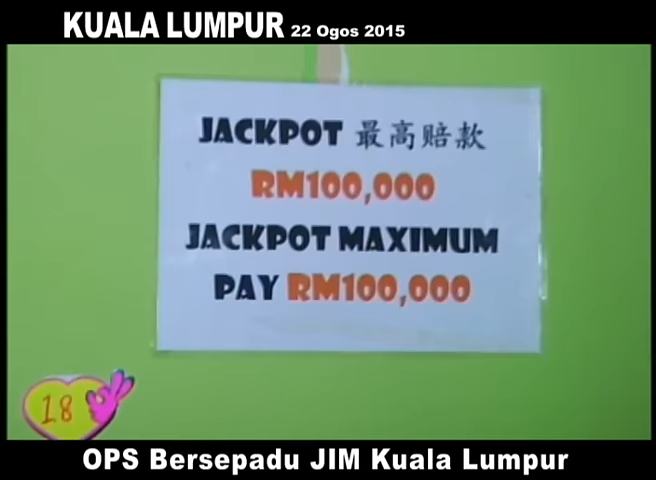 KUALA LUMPUR 22 Ogos 2015
JACKPOT 最高赔款
RM100,000
JACKPOT MAXIMUM
PAY RM100,000
18
OPS Bersepadu JIM Kuala Lumpur